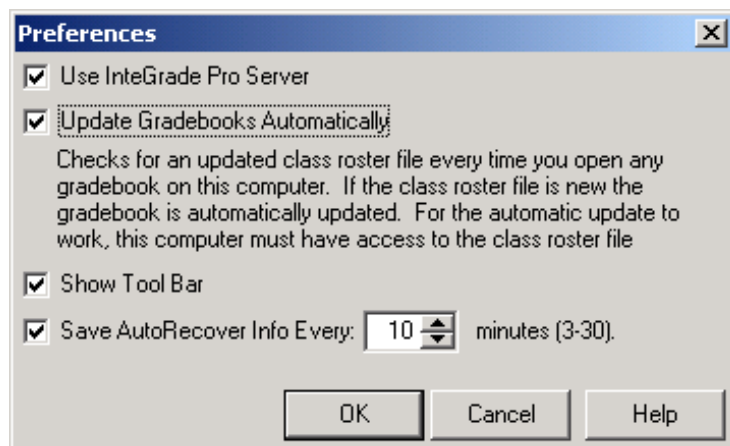 Preferences
Use InteGrade Pro Server
Update Gradebooks Automatically
Checks for an updated class roster file every time you open any
gradebook on this computer. If the class roster file is new the
gradebook is automatically updated. For the automatic update to
work, this computer must have access to the class roster file
Show Tool Bar
Save AutoRecover Info Every: 10 minutes (3-30).
OK Cancel Help